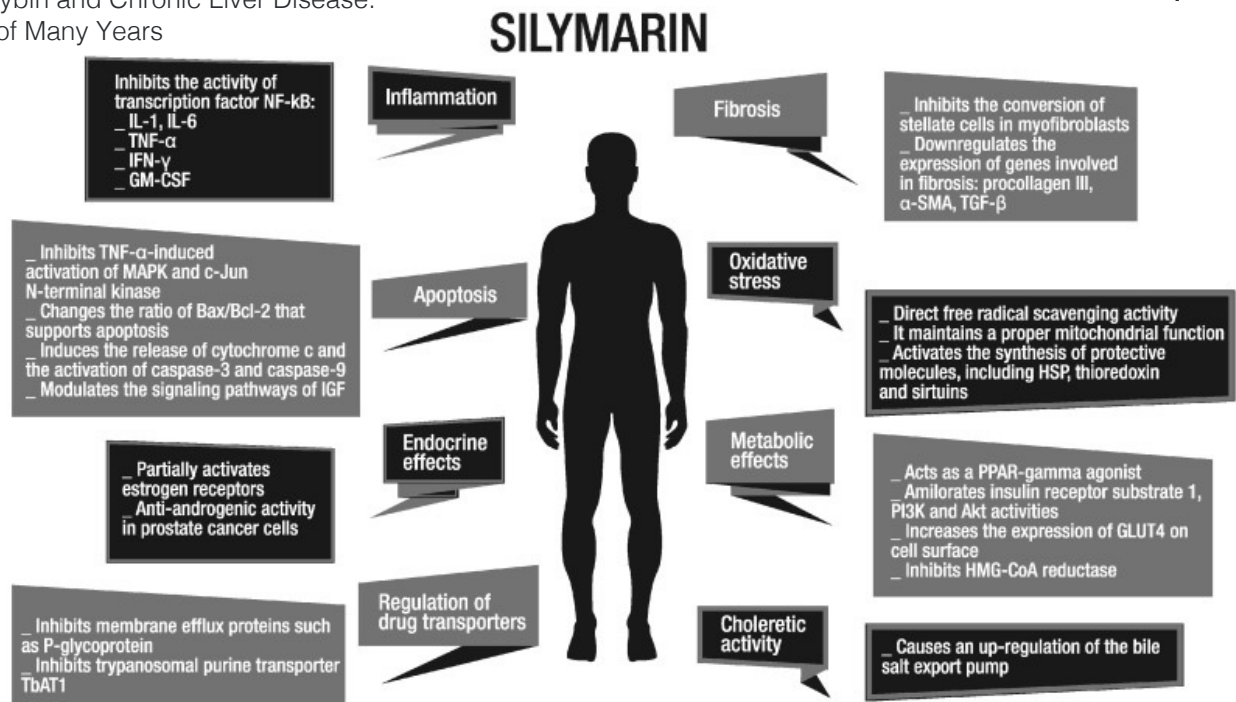 ybin and Chronic Liver Disease:
of Many Years
SILYMARIN
Inhibits the activity of
transcription factor NF-kB:
_ IL-1, IL-6
_ TNF-α
_ IFN-γ
_ GM-CSF
Inflammation
Fibrosis
_ Inhibits the conversion of
stellate cells in myofibroblasts
_ Downregulates the
expression of genes involved
in fibrosis: procollagen III,
α-SMA, TGF-β
_ Inhibits TNF-α-induced
activation of MAPK and c-Jun
N-terminal kinase
_ Changes the ratio of Bax/Bcl-2 that
supports apoptosis
_ Induces the release of cytochrome c and
the activation of caspase-3 and caspase-9
_ Modulates the signaling pathways of IGF
Apoptosis
Oxidative
stress
_ Direct free radical scavenging activity
_ It maintains a proper mitochondrial function
_ Activates the synthesis of protective
molecules, including HSP, thioredoxin
and sirtuins
_ Partially activates
estrogen receptors
_ Anti-androgenic activity
in prostate cancer cells
Endocrine
effects
Metabolic
effects
_ Acts as a PPAR-gamma agonist
_ Amilorates insulin receptor substrate 1,
PI3K and Akt activities
_ Increases the expression of GLUT4 on
cell surface
_ Inhibits HMG-CoA reductase
_ Inhibits membrane efflux proteins such
as P-glycoprotein
_ Inhibits trypanosomal purine transporter
TbAT1
Regulation of
drug transporters
Choleretic
activity
_ Causes an up-regulation of the bile
salt export pump